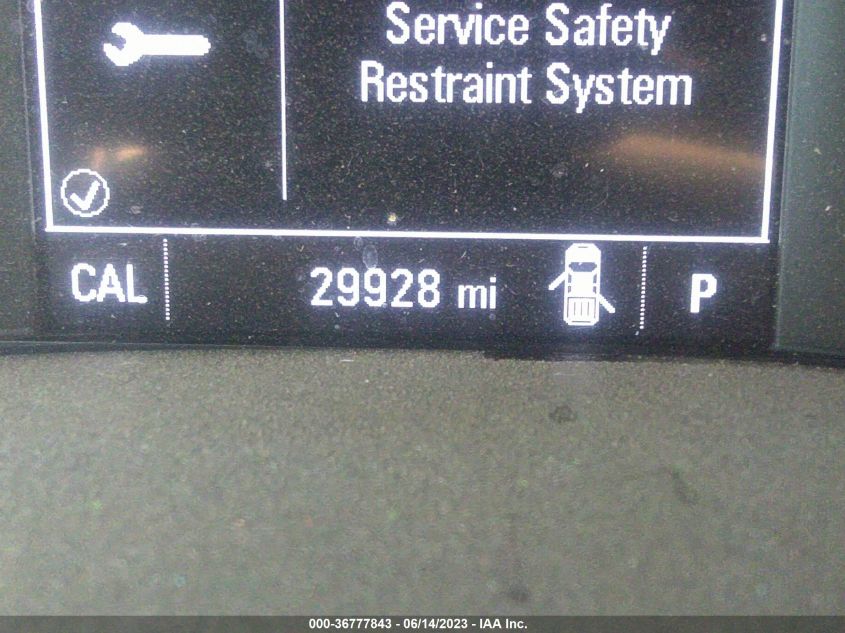 Service Safety
Restraint System
CAL 29928 mi P
000-36777843 - 06/14/2023 - IAA Inc.